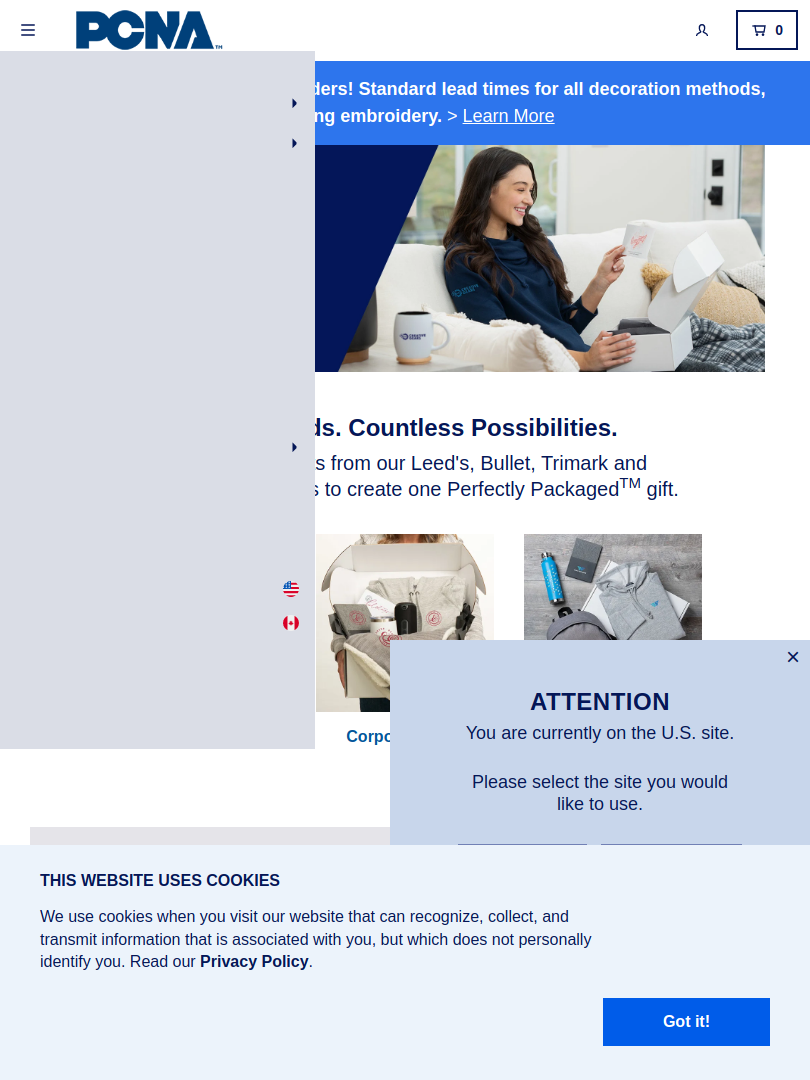 PCNA™
0
ders! Standard lead times for all decoration methods,
ng embroidery. > Learn More
ds. Countless Possibilities.
s from our Leed's, Bullet, Trimark and
s to create one Perfectly Packaged™ gift.
Corpo
×
ATTENTION
You are currently on the U.S. site.
Please select the site you would
like to use.
THIS WEBSITE USES COOKIES
We use cookies when you visit our website that can recognize, collect, and
transmit information that is associated with you, but which does not personally
identify you. Read our Privacy Policy.
Got it!